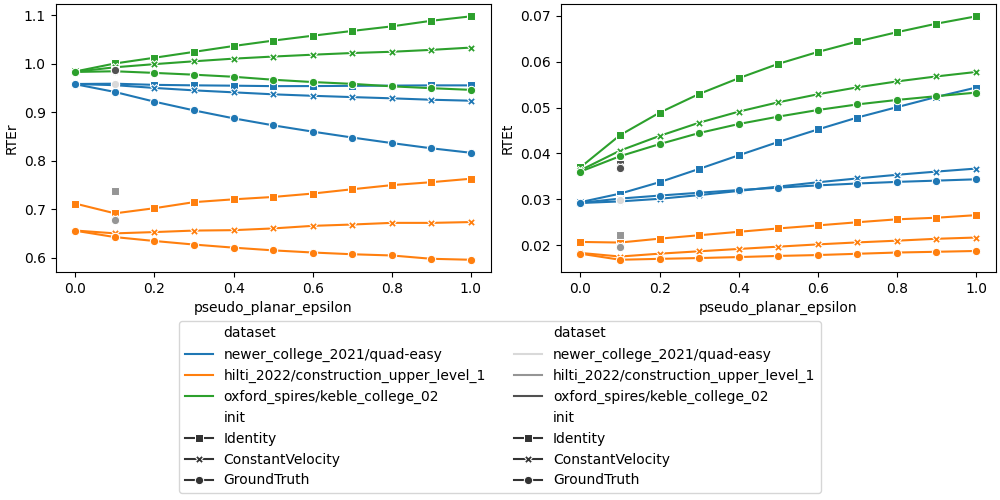 1.1
1.0
0.9
0.8
0.7
0.6
RTEr
0.0 0.2 0.4 0.6 0.8 1.0
pseudo_planar_epsilon
0.07
0.06
0.05
0.04
0.03
0.02
RTEt
0.0 0.2 0.4 0.6 0.8 1.0
pseudo_planar_epsilon
dataset
newer_college_2021/quad-easy
hilti_2022/construction_upper_level_1
oxford_spires/keble_college_02
init
Identity
ConstantVelocity
GroundTruth
dataset
newer_college_2021/quad-easy
hilti_2022/construction_upper_level_1
oxford_spires/keble_college_02
init
Identity
ConstantVelocity
GroundTruth